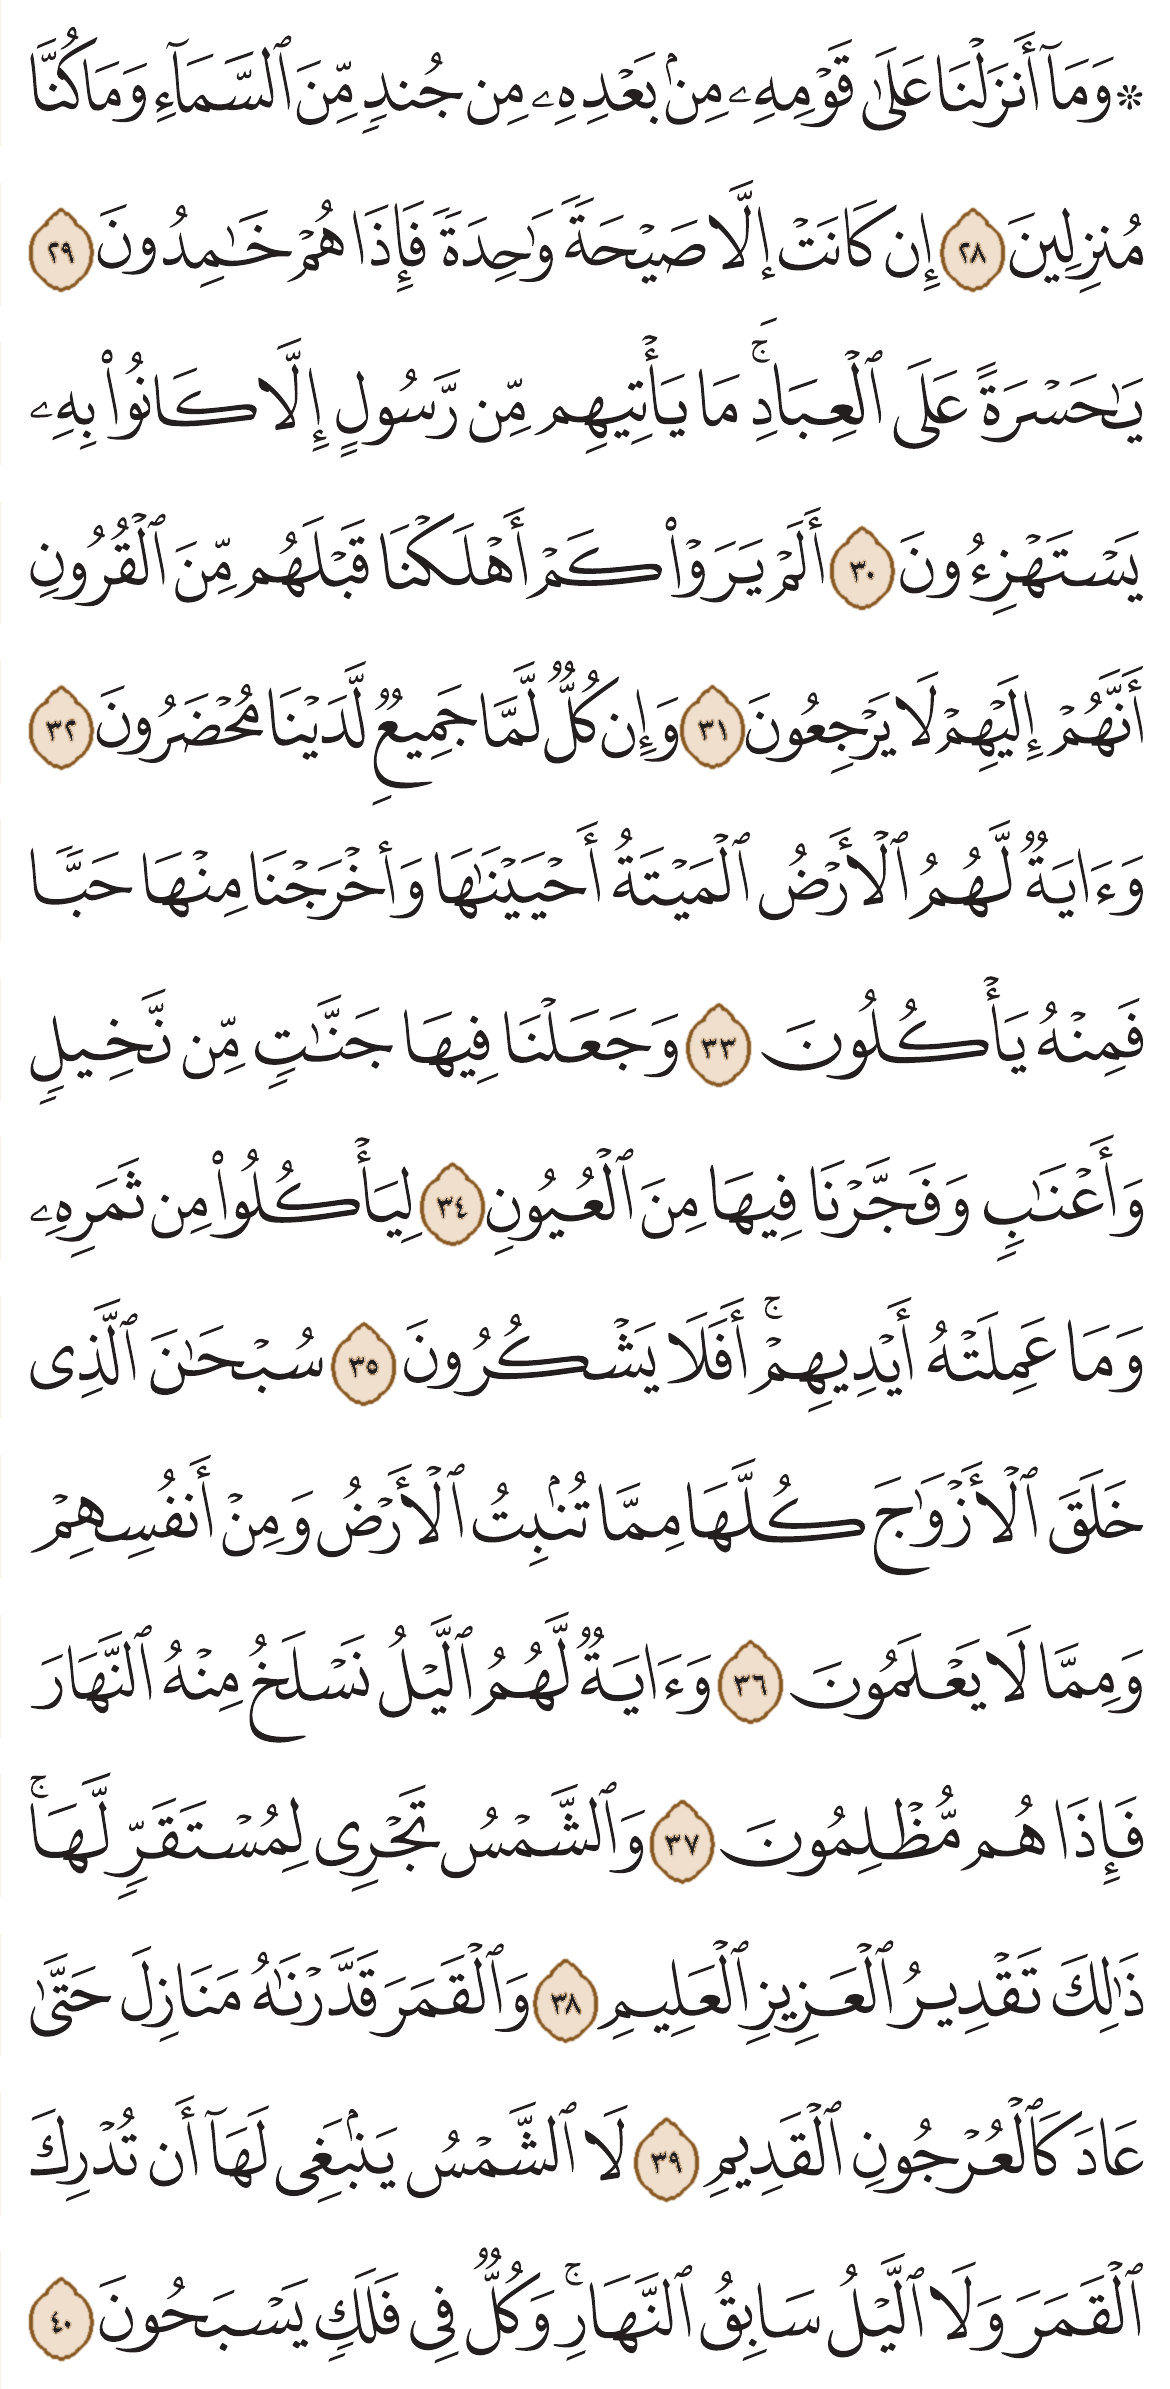 ۞ وَمَآ أَنزَلْنَا عَلَىٰ قَوْمِهِۦ مِنۢ بَعْدِهِۦ مِن جُندٍ مِّنَ ٱلسَّمَآءِ وَمَا كُنَّا
مُنزِلِينَ ٢٨ إِن كَانَتْ إِلَّا صَيْحَةً وَٰحِدَةً فَإِذَا هُمْ خَٰمِدُونَ ٢٩
يَٰحَسْرَةً عَلَى ٱلْعِبَادِ ۚ مَا يَأْتِيهِم مِّن رَّسُولٍ إِلَّا كَانُوا۟ بِهِۦ
يَسْتَهْزِءُونَ ٣٠ أَلَمْ يَرَوْا۟ كَمْ أَهْلَكْنَا قَبْلَهُم مِّنَ ٱلْقُرُونِ
أَنَّهُمْ إِلَيْهِمْ لَا يَرْجِعُونَ ٣١ وَإِن كُلٌّ لَّمَّا جَمِيعٌ لَّدَيْنَا مُحْضَرُونَ ٣٢
وَءَايَةٌ لَّهُمُ ٱلْأَرْضُ ٱلْمَيْتَةُ أَحْيَيْنَٰهَا وَأَخْرَجْنَا مِنْهَا حَبًّا
فَمِنْهُ يَأْكُلُونَ ٣٣ وَجَعَلْنَا فِيهَا جَنَّٰتٍ مِّن نَّخِيلٍ
وَأَعْنَٰبٍ وَفَجَّرْنَا فِيهَا مِنَ ٱلْعُيُونِ ٣٤ لِيَأْكُلُوا۟ مِن ثَمَرِهِۦ
وَمَا عَمِلَتْهُ أَيْدِيهِمْ ۚ أَفَلَا يَشْكُرُونَ ٣٥ سُبْحَٰنَ ٱلَّذِى
خَلَقَ ٱلْأَزْوَٰجَ كُلَّهَا مِمَّا تُنۢبِتُ ٱلْأَرْضُ وَمِنْ أَنفُسِهِمْ
وَمِمَّا لَا يَعْلَمُونَ ٣٦ وَءَايَةٌ لَّهُمُ ٱلَّيْلُ نَسْلَخُ مِنْهُ ٱلنَّهَارَ
فَإِذَا هُم مُّظْلِمُونَ ٣٧ وَٱلشَّمْسُ تَجْرِى لِمُسْتَقَرٍّ لَّهَا ۚ
ذَٰلِكَ تَقْدِيرُ ٱلْعَزِيزِ ٱلْعَلِيمِ ٣٨ وَٱلْقَمَرَ قَدَّرْنَٰهُ مَنَازِلَ حَتَّىٰ
عَادَ كَٱلْعُرْجُونِ ٱلْقَدِيمِ ٣٩ لَا ٱلشَّمْسُ يَنۢبَغِى لَهَآ أَن تُدْرِكَ
ٱلْقَمَرَ وَلَا ٱلَّيْلُ سَابِقُ ٱلنَّهَارِ ۚ وَكُلٌّ فِى فَلَكٍ يَسْبَحُونَ ٤٠